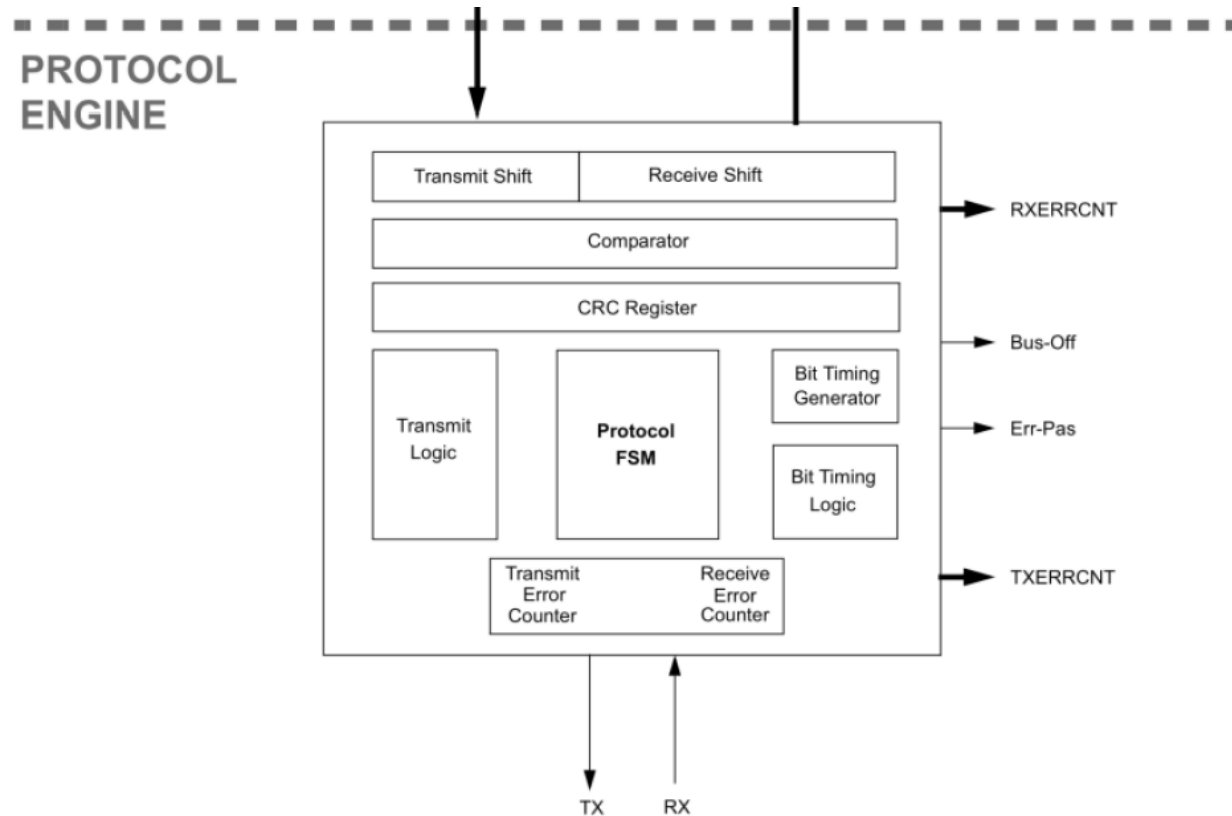 PROTOCOL
ENGINE
Transmit Shift
Receive Shift
RXERRCNT
Comparator
CRC Register
Bus-Off
Bit Timing
Generator
Err-Pas
Transmit
Logic
Protocol
FSM
Bit Timing
Logic
Transmit
Error
Counter
Receive
Error
Counter
TXERRCNT
TX
RX